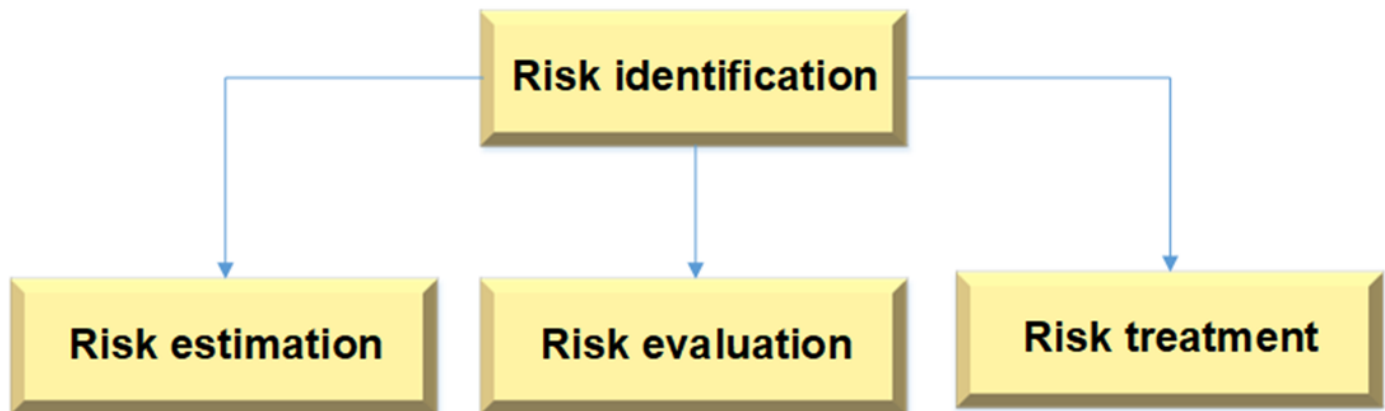 Risk identification
Risk estimation
Risk evaluation
Risk treatment